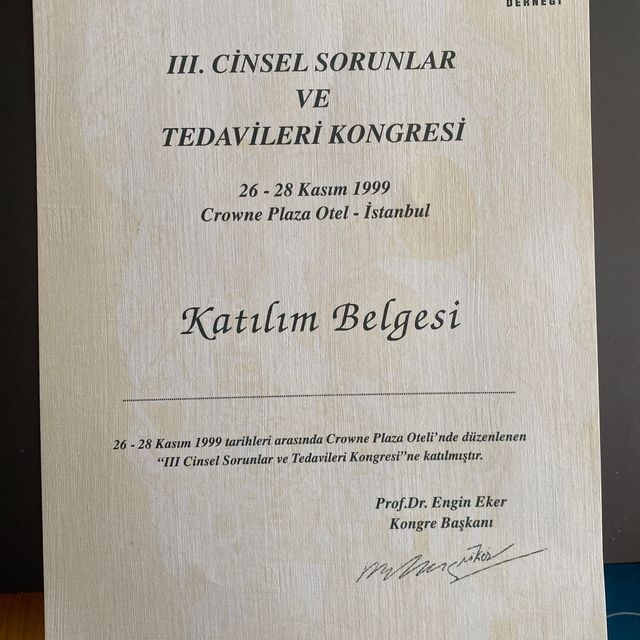 DERNEĞİ
III. CİNSEL SORUNLAR
VE
TEDAVİLERİ KONGRESİ
26 - 28 Kasım 1999
Crowne Plaza Otel - İstanbul
Katılım Belgesi
26 - 28 Kasım 1999 tarihleri arasında Crowne Plaza Oteli'nde düzenlenen
“III Cinsel Sorunlar ve Tedavileri Kongresi”ne katılmıştır.
Prof.Dr. Engin Eker
Kongre Başkanı